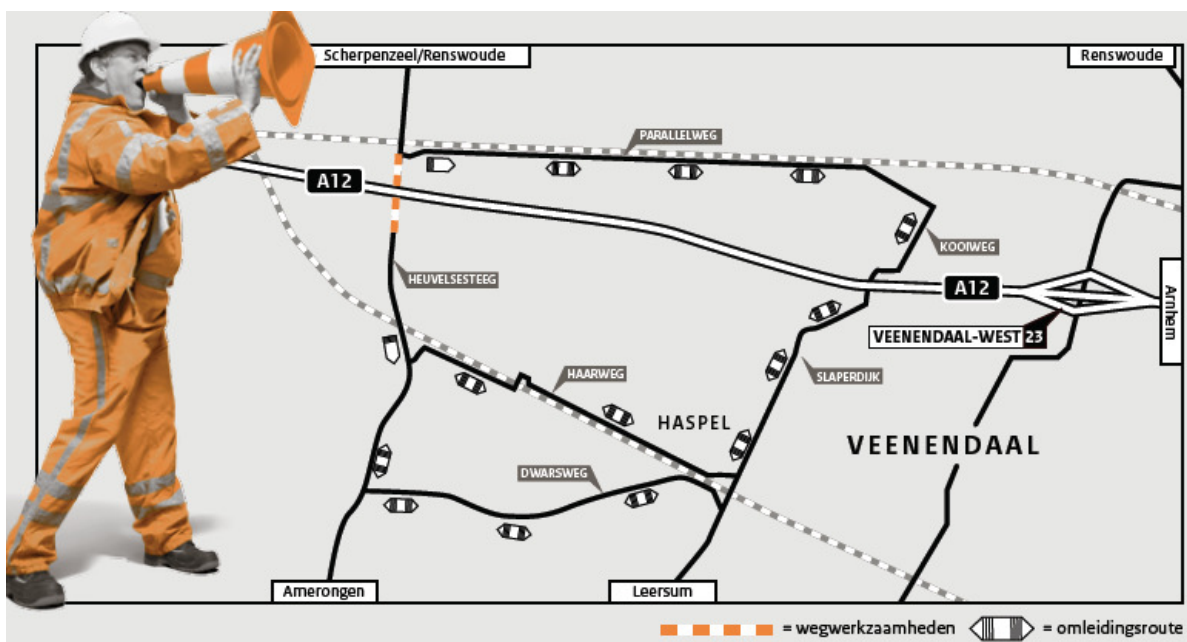 Scherpenzeel/Renswoude
Renswoude
PARALLELWEG
A12
KOOIWEG
HEUVELSESTEEG
A12
Arnhem
VEENENDAAL-WEST 23
HAARWEG
SLAPERDIJK
HASPEL
VEENENDAAL
DWARSWEG
Amerongen
Leersum
= wegwerkzaamheden
= omleidingsroute